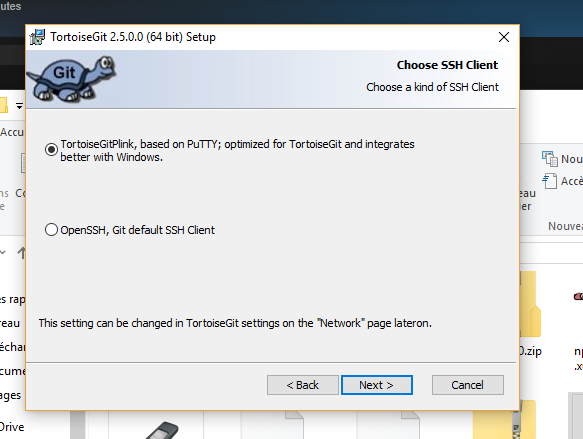 utes
TortoiseGit 2.5.0.0 (64 bit) Setup
Choose SSH Client
Choose a kind of SSH Client
Git
TortoiseGitPlink, based on PuTTY; optimized for TortoiseGit and integrates
better with Windows.
OpenSSH, Git default SSH Client
This setting can be changed in TortoiseGit settings on the "Network" page lateron.
< Back
Next >
Cancel
Accu
ns
Co
e
es rap
reau
échar
ocume
ages
Drive
Nou
Accè
eau
ier
Nouvea
0.zip
np
.x